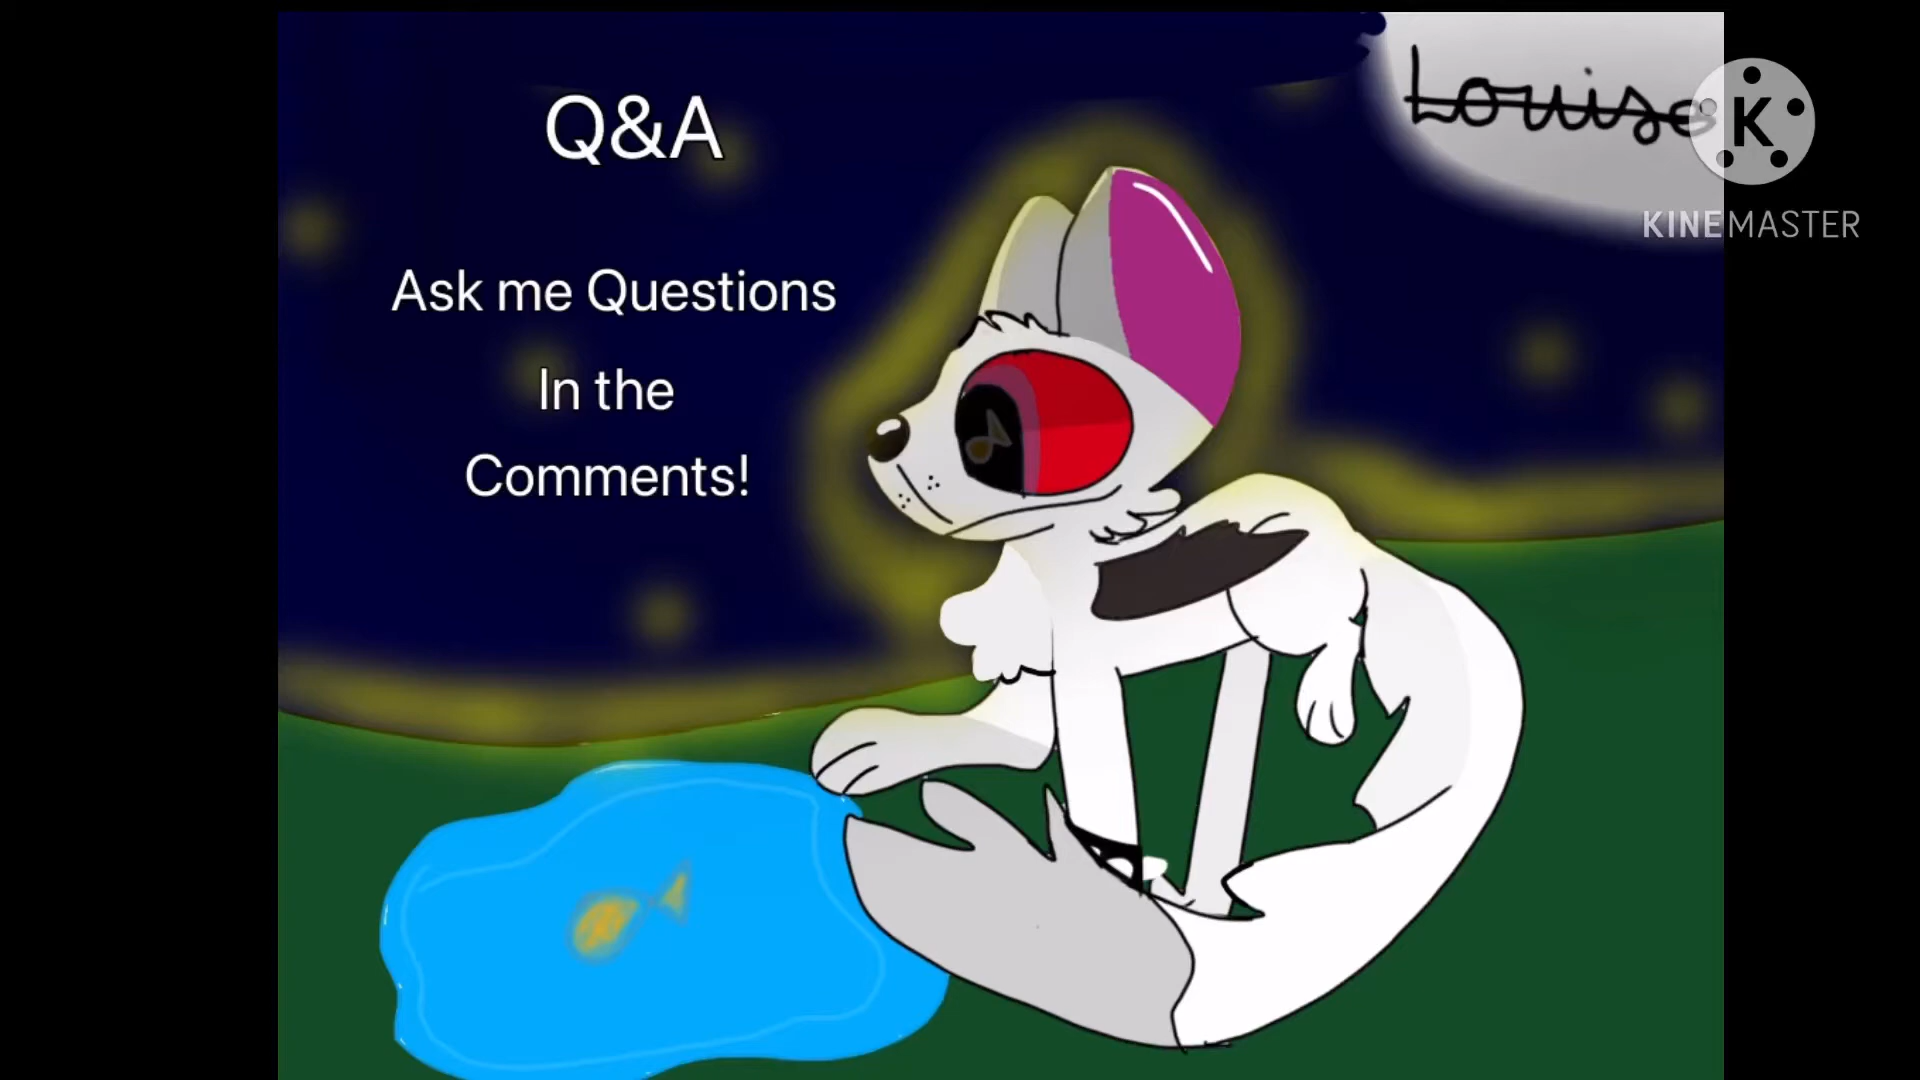 Q&A
Louise
K
KINEMASTER
Ask me Questions
In the
Comments!